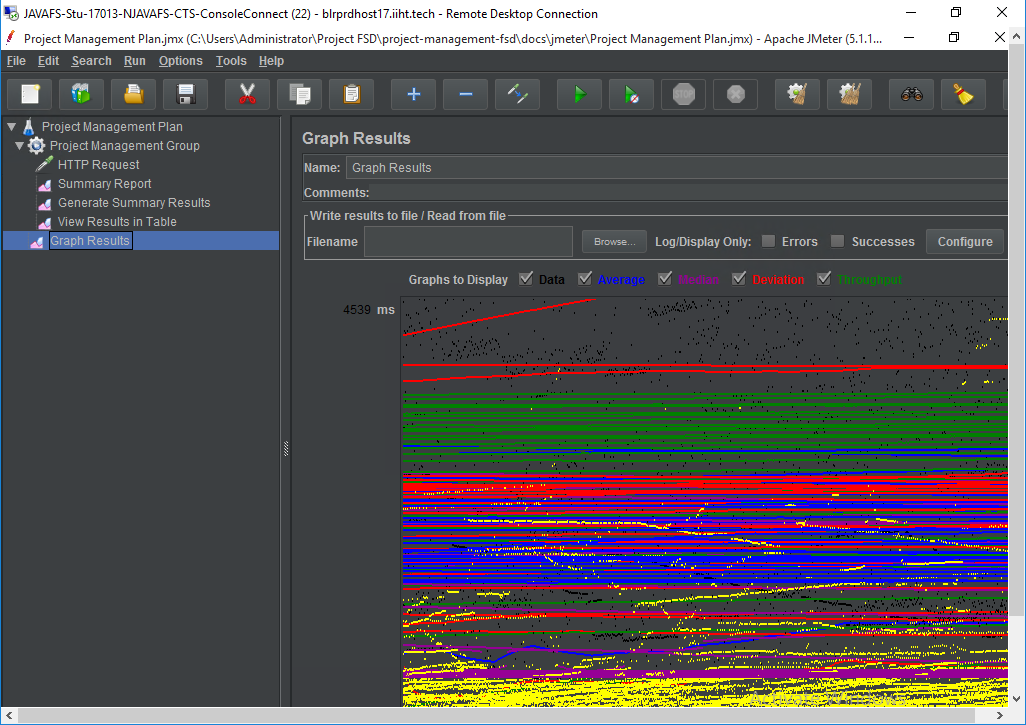 JAVAFS-Stu-17013-NJAVAFS-CTS-ConsoleConnect (22) - blrprdhost17.iiht.tech - Remote Desktop Connection
Project Management Plan.jmx (C:\Users\Administrator\Project FSD\project-management-fsd\docs\jmeter\Project Management Plan.jmx) - Apache JMeter (5.1.1...
File Edit Search Run Options Tools Help
STOP
Project Management Plan
Project Management Group
HTTP Request
Summary Report
Generate Summary Results
View Results in Table
Graph Results
Graph Results
Name: Graph Results
Comments:
Write results to file / Read from file
Filename Browse... Log/Display Only: Errors Successes Configure
Graphs to Display Data Average Median Deviation Throughput
4539 ms